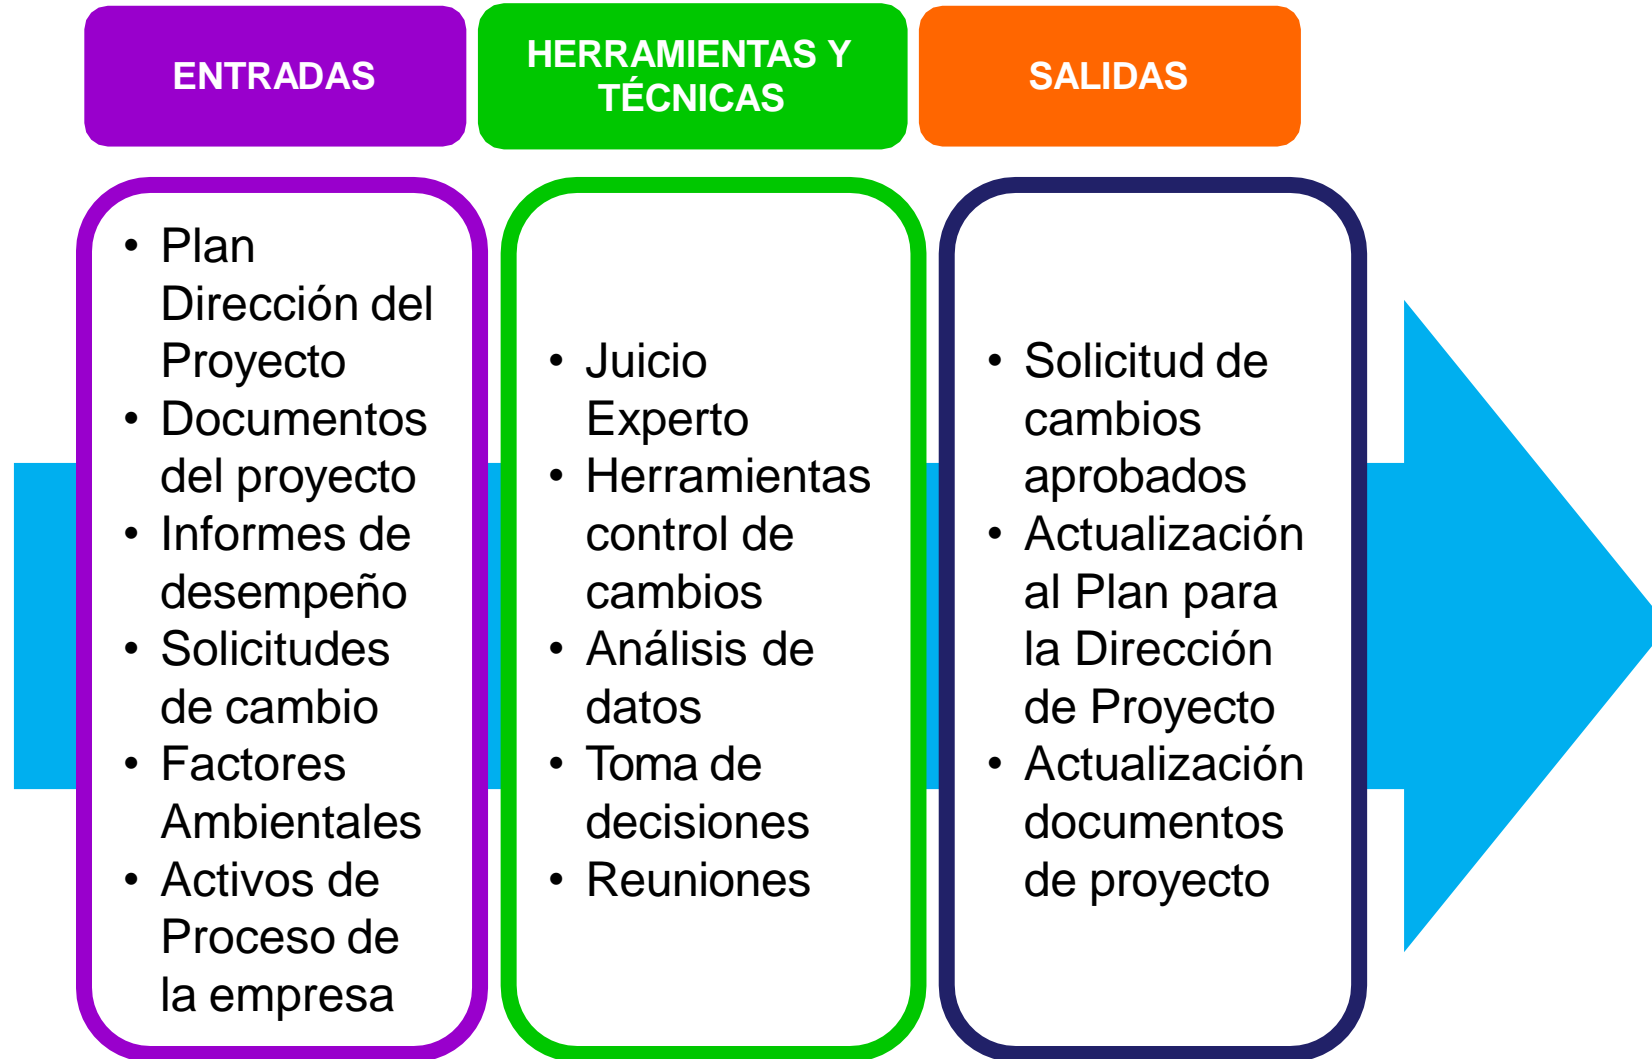 ENTRADAS
HERRAMIENTAS Y
TÉCNICAS
SALIDAS
• Plan
Dirección del
Proyecto
• Documentos
del proyecto
• Informes de
desempeño
• Solicitudes
de cambio
• Factores
Ambientales
• Activos de
Proceso de
la empresa
• Juicio
Experto
• Herramientas
control de
cambios
• Análisis de
datos
• Toma de
decisiones
• Reuniones
• Solicitud de
cambios
aprobados
• Actualización
al Plan para
la Dirección
de Proyecto
• Actualización
documentos
de proyecto